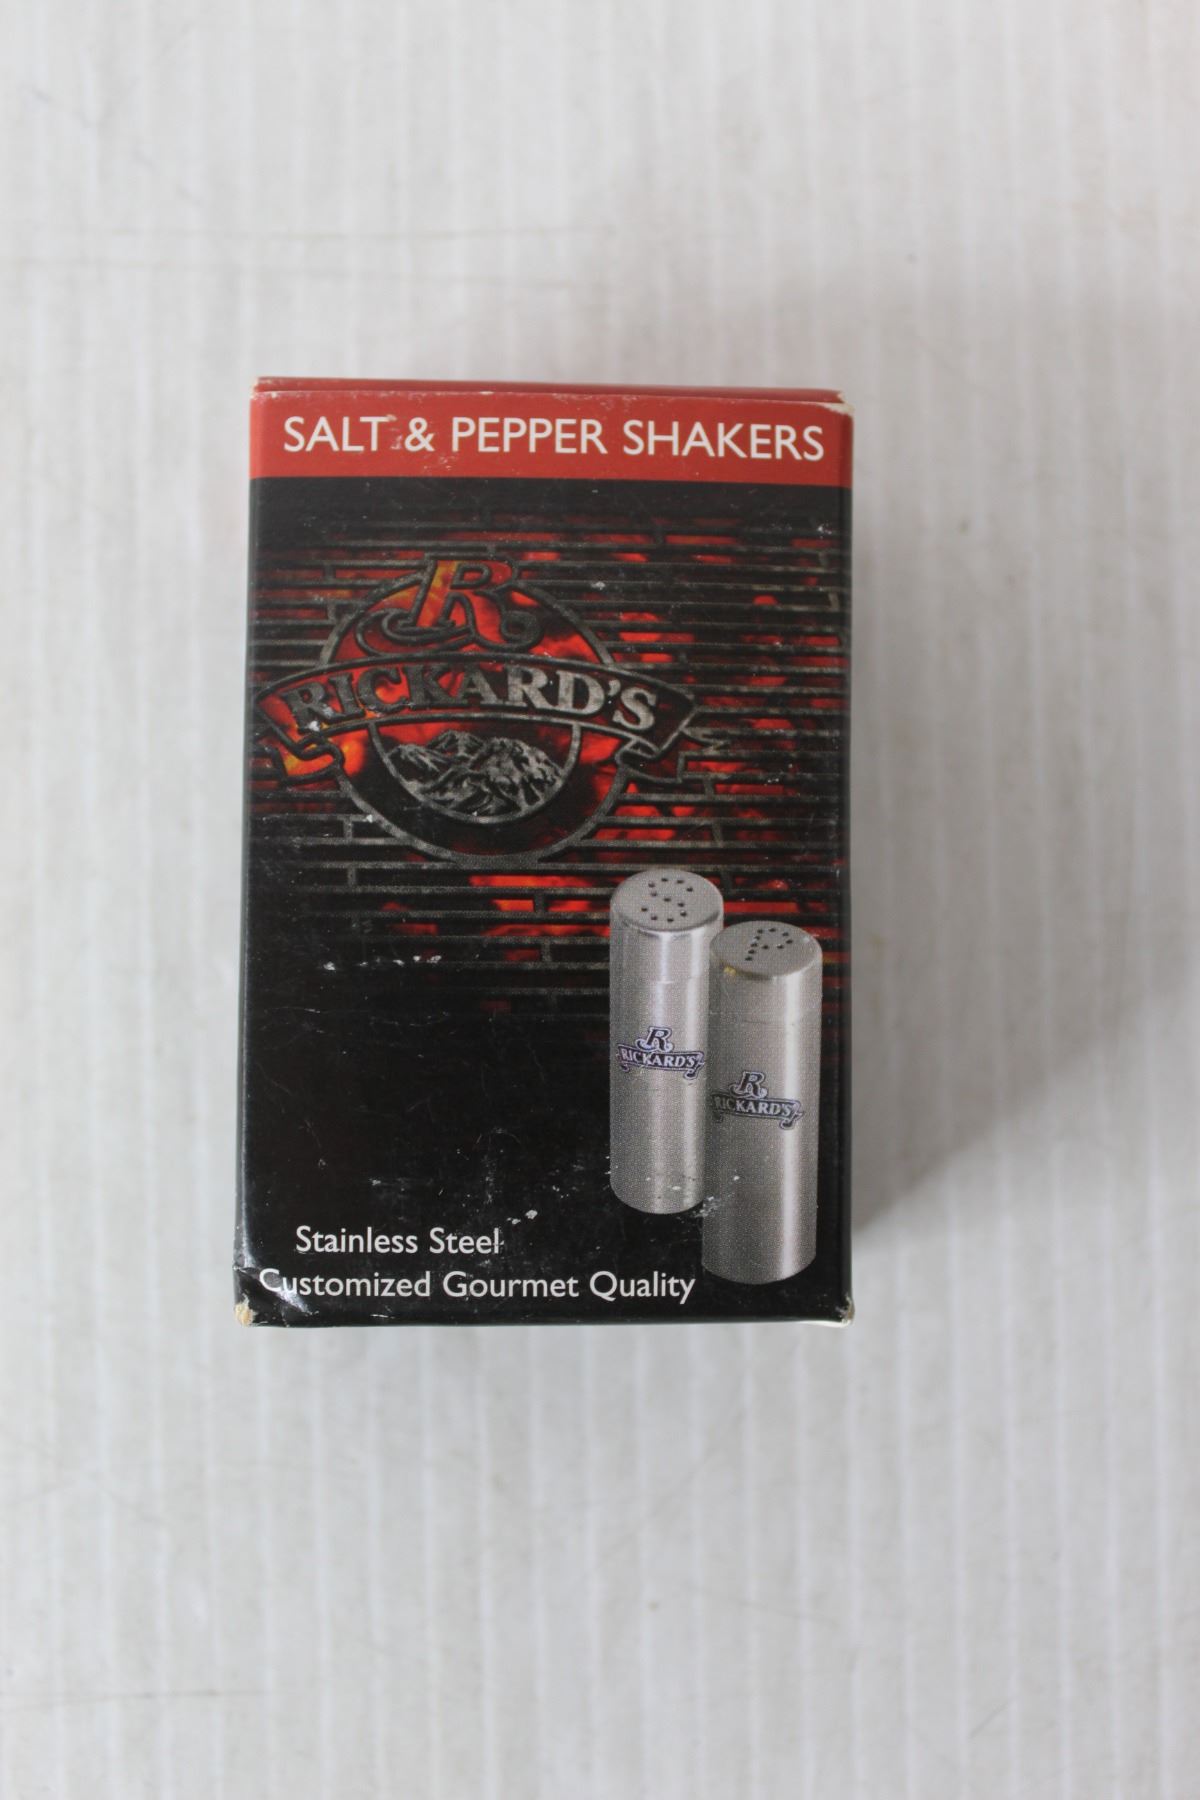 SALT & PEPPER SHAKERS
R
RICKARD'S
S
P
R
RICKARD'S
R
RICKARD'S
Stainless Steel
Customized Gourmet Quality